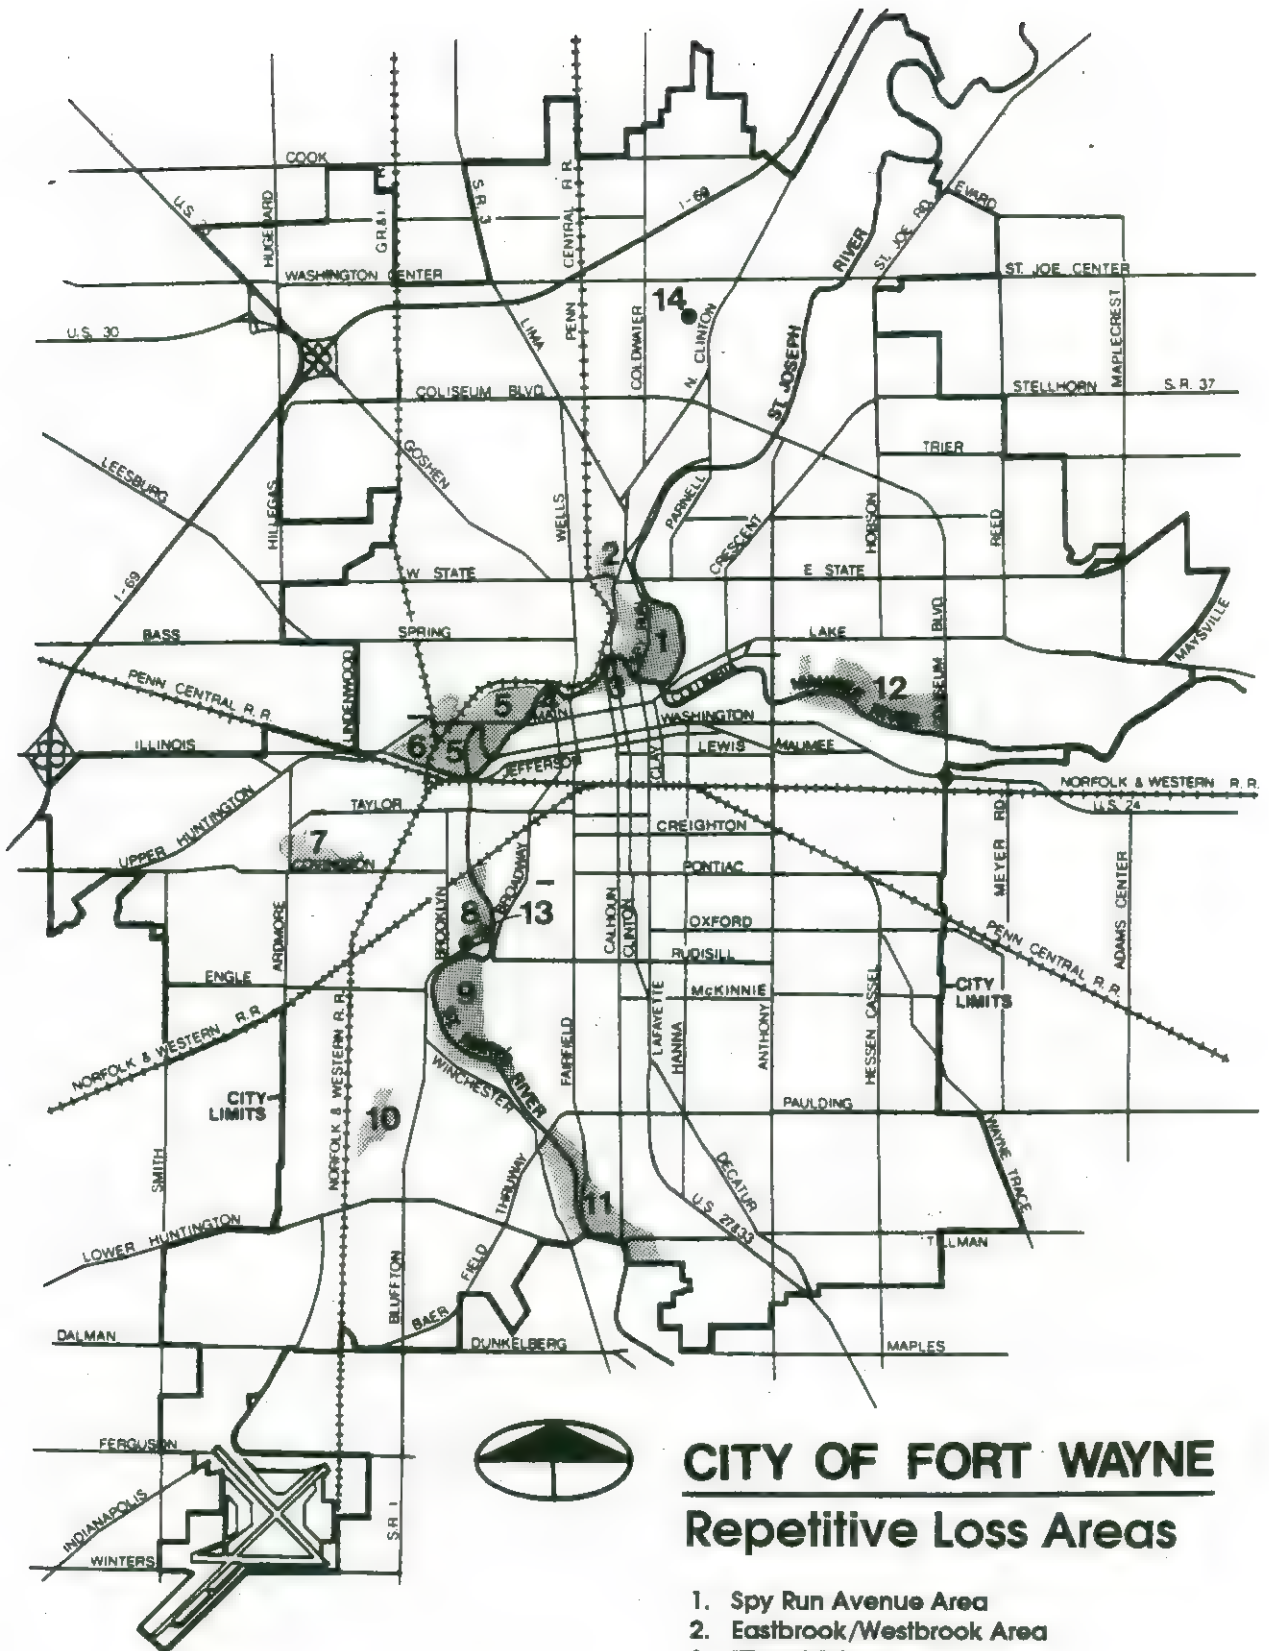 COOK
U.S.
HUGENARD
G.R.& I.
R.R.
S.R. 3
PENN CENTRAL R.R.
I-69
EVARD
ST. JOE RD.
RIVER
WASHINGTON CENTER
ST. JOE CENTER
14
U.S. 30
LIMA
COLDWATER
N. CLINTON
ST. JOSEPH
MAPLECREST
COLISEUM BLVD.
STELLHORN
S.R. 37
GOSHEN
TRIER
LEESBURG
HILLEGAS
WELLS
PARNELL
CRESCENT
HOBSON
REED
2
W STATE
E STATE
I-69
BASS
SPRING
1
LAKE
BLVD.
MAYSVILLE
PENN CENTRAL R.R.
LINDENWOOD
5
4
3
12
MAIN
WASHINGTON
ILLINOIS
6
5
JEFFERSON
LEWIS
MAUMEE
CLAY
NORFOLK & WESTERN R.R.
U.S. 24
UPPER HUNTINGTON
TAYLOR
7
COVINGTON
CREIGHTON
PONTIAC
MEYER RD.
ADAMS CENTER
BROADWAY
BROOKLYN
8
13
ARDMORE
CALHOUN
CLINTON
OXFORD
RUDISILL
PENN CENTRAL R.R.
ENGLE
9
McKINNIE
CITY
LIMITS
NORFOLK & WESTERN R.R.
NORFOLK & WESTERN R.R.
FAIRFIELD
LAFAYETTE
HANNA
ANTHONY
HESSEN CASSEL
WINCHESTER
RIVER
CITY
LIMITS
10
PAULDING
WAYNE TRACE
SMITH
THRUWAY
11
DECATUR
U.S. 27&33
LOWER HUNTINGTON
TILLMAN
BLUFFTON
FIELD
BAER
DALMAN
DUNKELBERG
MAPLES
FERGUSON
INDIANAPOLIS
S.R. I
WINTERS
CITY OF FORT WAYNE
Repetitive Loss Areas
1. Spy Run Avenue Area
2. Eastbrook/Westbrook Area